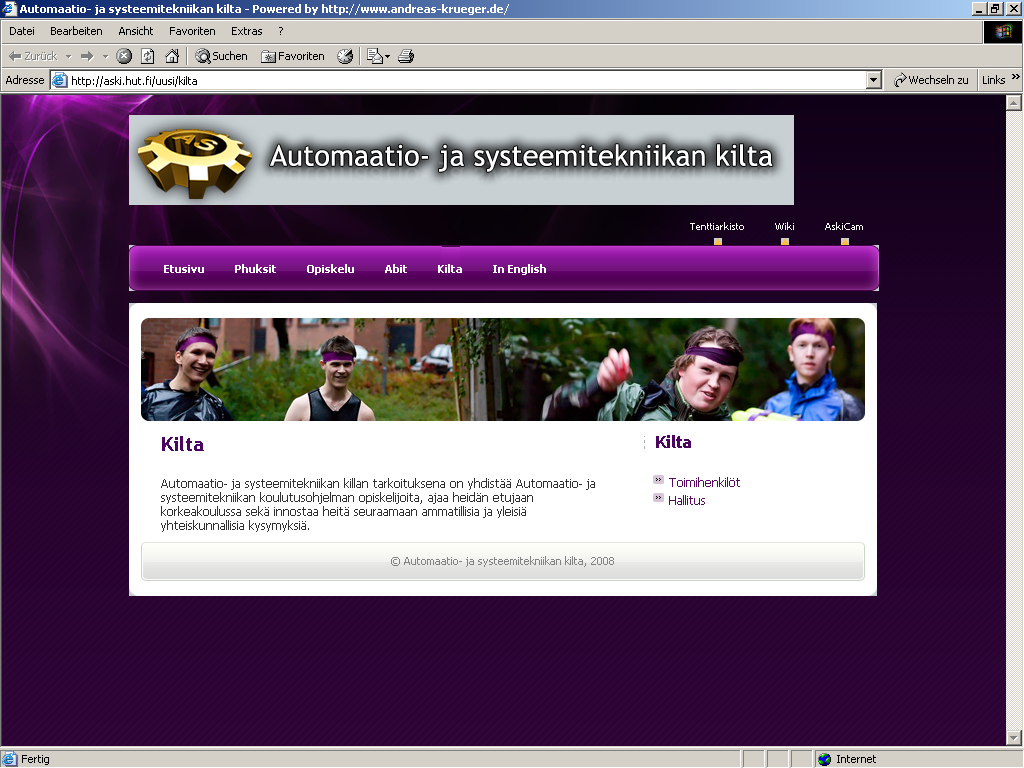 Automaatio- ja systeemitekniikan kilta - Powered by http://www.andreas-krueger.de/
Datei Bearbeiten Ansicht Favoriten Extras ?
Zurück Suchen Favoriten
Adresse http://aski.hut.fi/uusi/kilta Wechseln zu Links »
AS Automaatio- ja systeemitekniikan kilta
Tenttiarkisto Wiki AskiCam
Etusivu Phuksit Opiskelu Abit Kilta In English
Kilta
Automaatio- ja systeemitekniikan killan tarkoituksena on yhdistää Automaatio- ja
systeemitekniikan koulutusohjelman opiskelijoita, ajaa heidän etujaan
korkeakoulussa sekä innostaa heitä seuraamaan ammatillisia ja yleisiä
yhteiskunnallisia kysymyksiä.
Kilta
Toimihenkilöt
Hallitus
© Automaatio- ja systeemitekniikan kilta, 2008
Fertig Internet